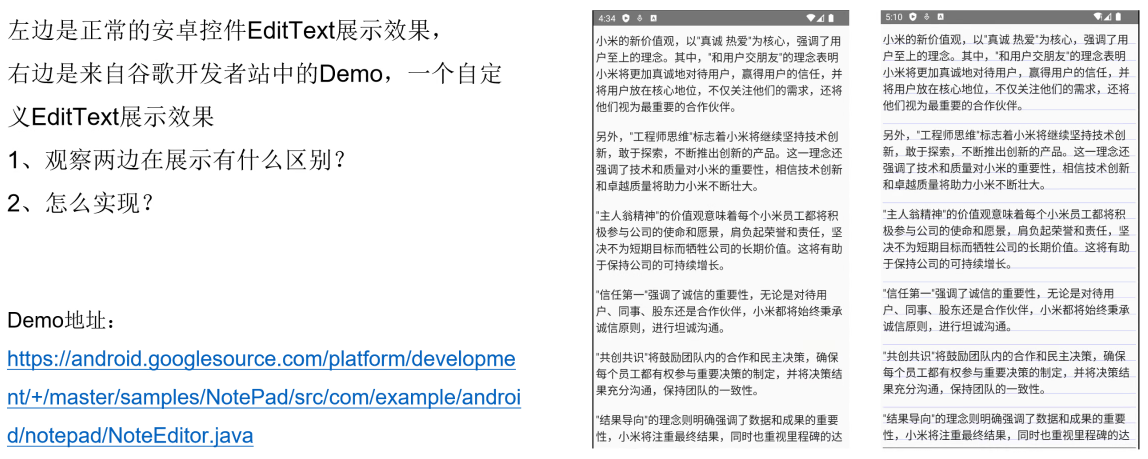 左边是正常的安卓控件EditText展示效果，
右边是来自谷歌开发者站中的Demo，一个自定
义EditText展示效果
1、观察两边在展示有什么区别？
2、怎么实现？
Demo地址：
https://android.googlesource.com/platform/developme
nt/+/master/samples/NotePad/src/com/example/androi
d/notepad/NoteEditor.java
4:34
小米的新价值观，以"真诚 热爱"为核心，强调了用
户至上的理念。其中，"和用户交朋友"的理念表明
小米将更加真诚地对待用户，赢得用户的信任，并
将用户放在核心地位，不仅关注他们的需求，还将
他们视为最重要的合作伙伴。
另外，"工程师思维"标志着小米将继续坚持技术创
新，敢于探索，不断推出创新的产品。这一理念还
强调了技术和质量对小米的重要性，相信技术创新
和卓越质量将助力小米不断壮大。
"主人翁精神"的价值观意味着每个小米员工都将积
极参与公司的使命和愿景，肩负起荣誉和责任，坚
决不为短期目标而牺牲公司的长期价值。这将有助
于保持公司的可持续增长。
"信任第一"强调了诚信的重要性，无论是对待用
户、同事、股东还是合作伙伴，小米都将始终秉承
诚信原则，进行坦诚沟通。
"共创共识"将鼓励团队内的合作和民主决策，确保
每个员工都有权参与重要决策的制定，并将决策结
果充分沟通，保持团队的一致性。
"结果导向"的理念则明确强调了数据和成果的重要
性，小米将注重最终结果，同时也重视里程碑的达
5:10
小米的新价值观，以"真诚 热爱"为核心，强调了用
户至上的理念。其中，"和用户交朋友"的理念表明
小米将更加真诚地对待用户，赢得用户的信任，并
将用户放在核心地位，不仅关注他们的需求，还将
他们视为最重要的合作伙伴。
另外，"工程师思维"标志着小米将继续坚持技术创
新，敢于探索，不断推出创新的产品。这一理念还
强调了技术和质量对小米的重要性，相信技术创新
和卓越质量将助力小米不断壮大。
"主人翁精神"的价值观意味着每个小米员工都将积
极参与公司的使命和愿景，肩负起荣誉和责任，坚
决不为短期目标而牺牲公司的长期价值。这将有助
于保持公司的可持续增长。
"信任第一"强调了诚信的重要性，无论是对待用
户、同事、股东还是合作伙伴，小米都将始终秉承
诚信原则，进行坦诚沟通。
"共创共识"将鼓励团队内的合作和民主决策，确保
每个员工都有权参与重要决策的制定，并将决策结
果充分沟通，保持团队的一致性。
"结果导向"的理念则明确强调了数据和成果的重要
性，小米将注重最终结果，同时也重视里程碑的达